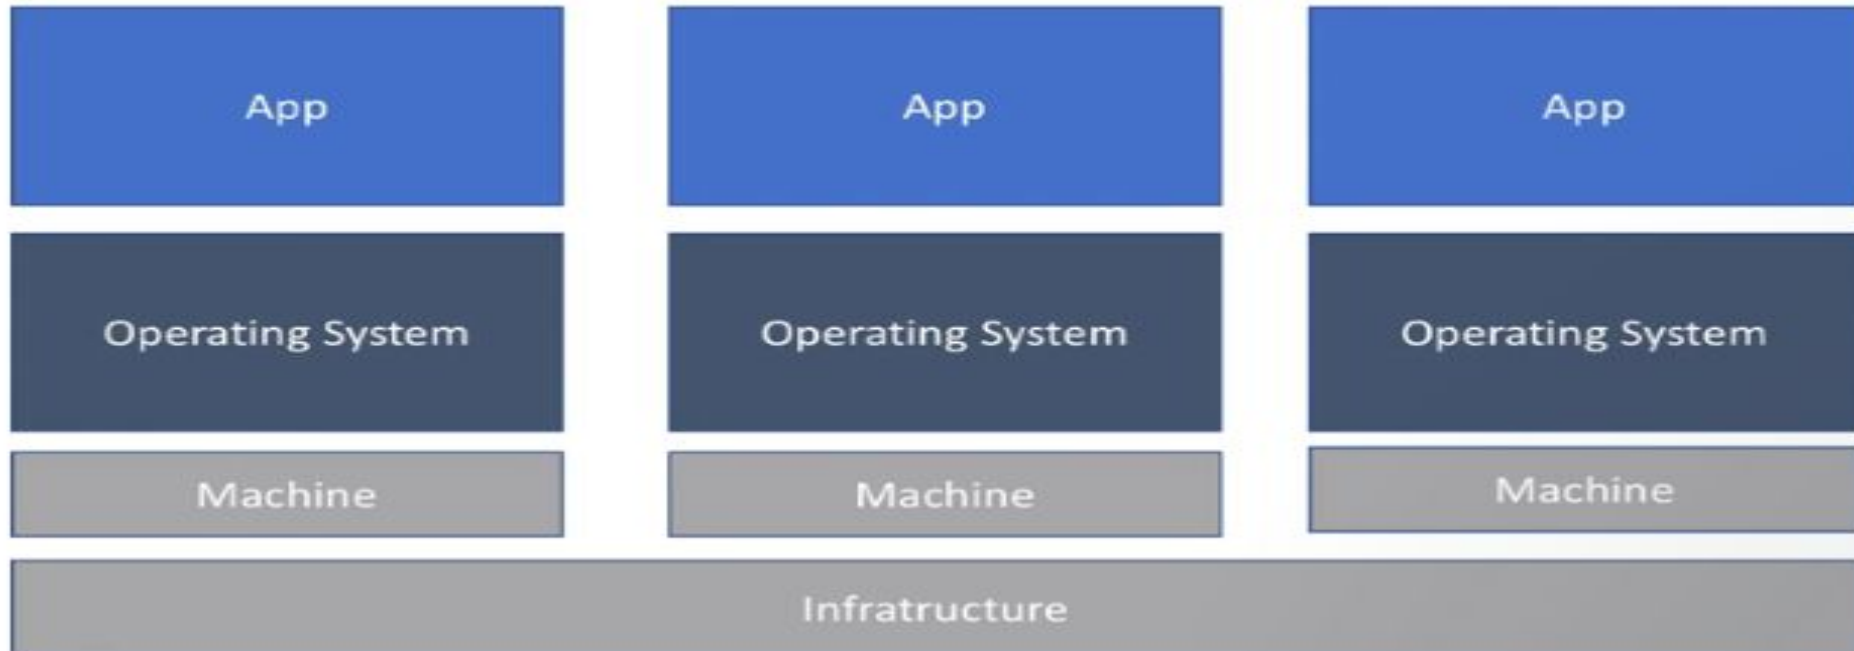 App
App
App
Operating System
Operating System
Operating System
Machine
Machine
Machine
Infratructure